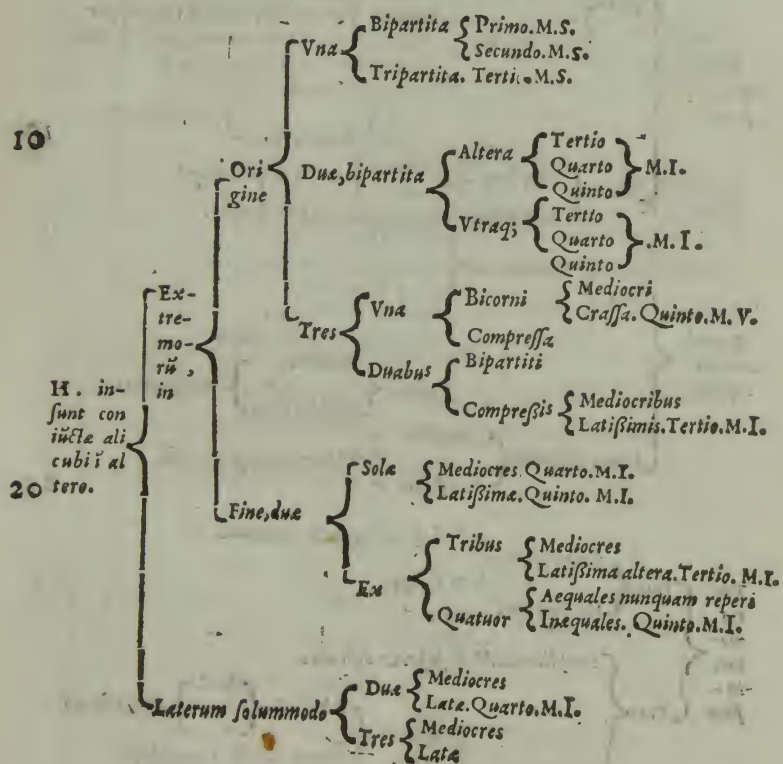 Bipartita Primo.M.S.
Vna Secundo.M.S.
Tripartita. Tertio.M.S.
10
Tertio
Altera Quarto M.I.
Ori Duæ,bipartita Quinto
gine
Vtraq; Tertio
Quarto .M.I.
Quinto
Ex- Mediocri
tre- Vna Bicorni Crassa. Quinto.M.V.
mo- Tres Compressa
rũ, Duabus Bipartiti
in
H. in- Compreßis Mediocribus
sunt con Latißimis.Tertio.M.I.
iũctæ ali
cubi ĩ al Solæ Mediocres. Quarto.M.I.
20 tero. Latißimæ. Quinto. M.I.
Fine,duæ
Tribus Mediocres
Ex Latißima altera.Tertio. M.I.
Quatuor Aequales nunquam reperi
Inæquales. Quinto.M.I.
Laterum solummodo Duæ Mediocres
Latæ.Quarto.M.I.
Tres Mediocres
Latæ